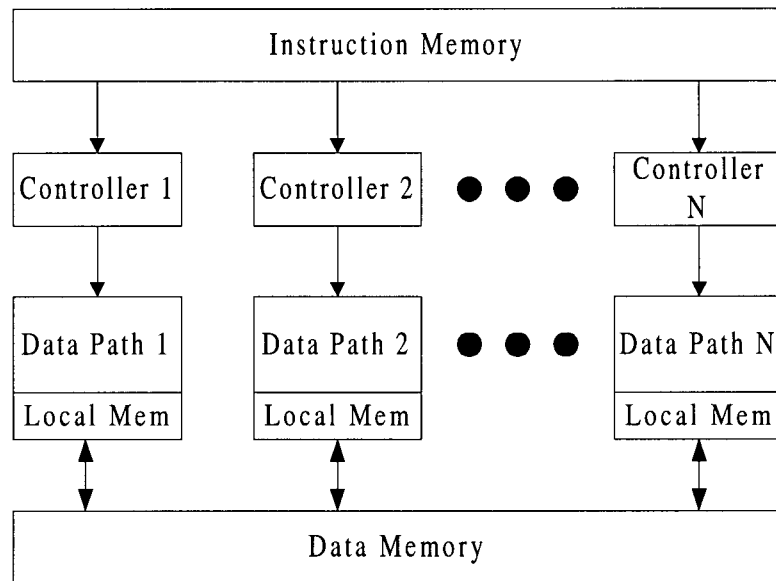 Instruction Memory
Controller 1
Controller 2
Controller
N
Data Path 1
Data Path 2
Data Path N
Local Mem
Local Mem
Local Mem
Data Memory